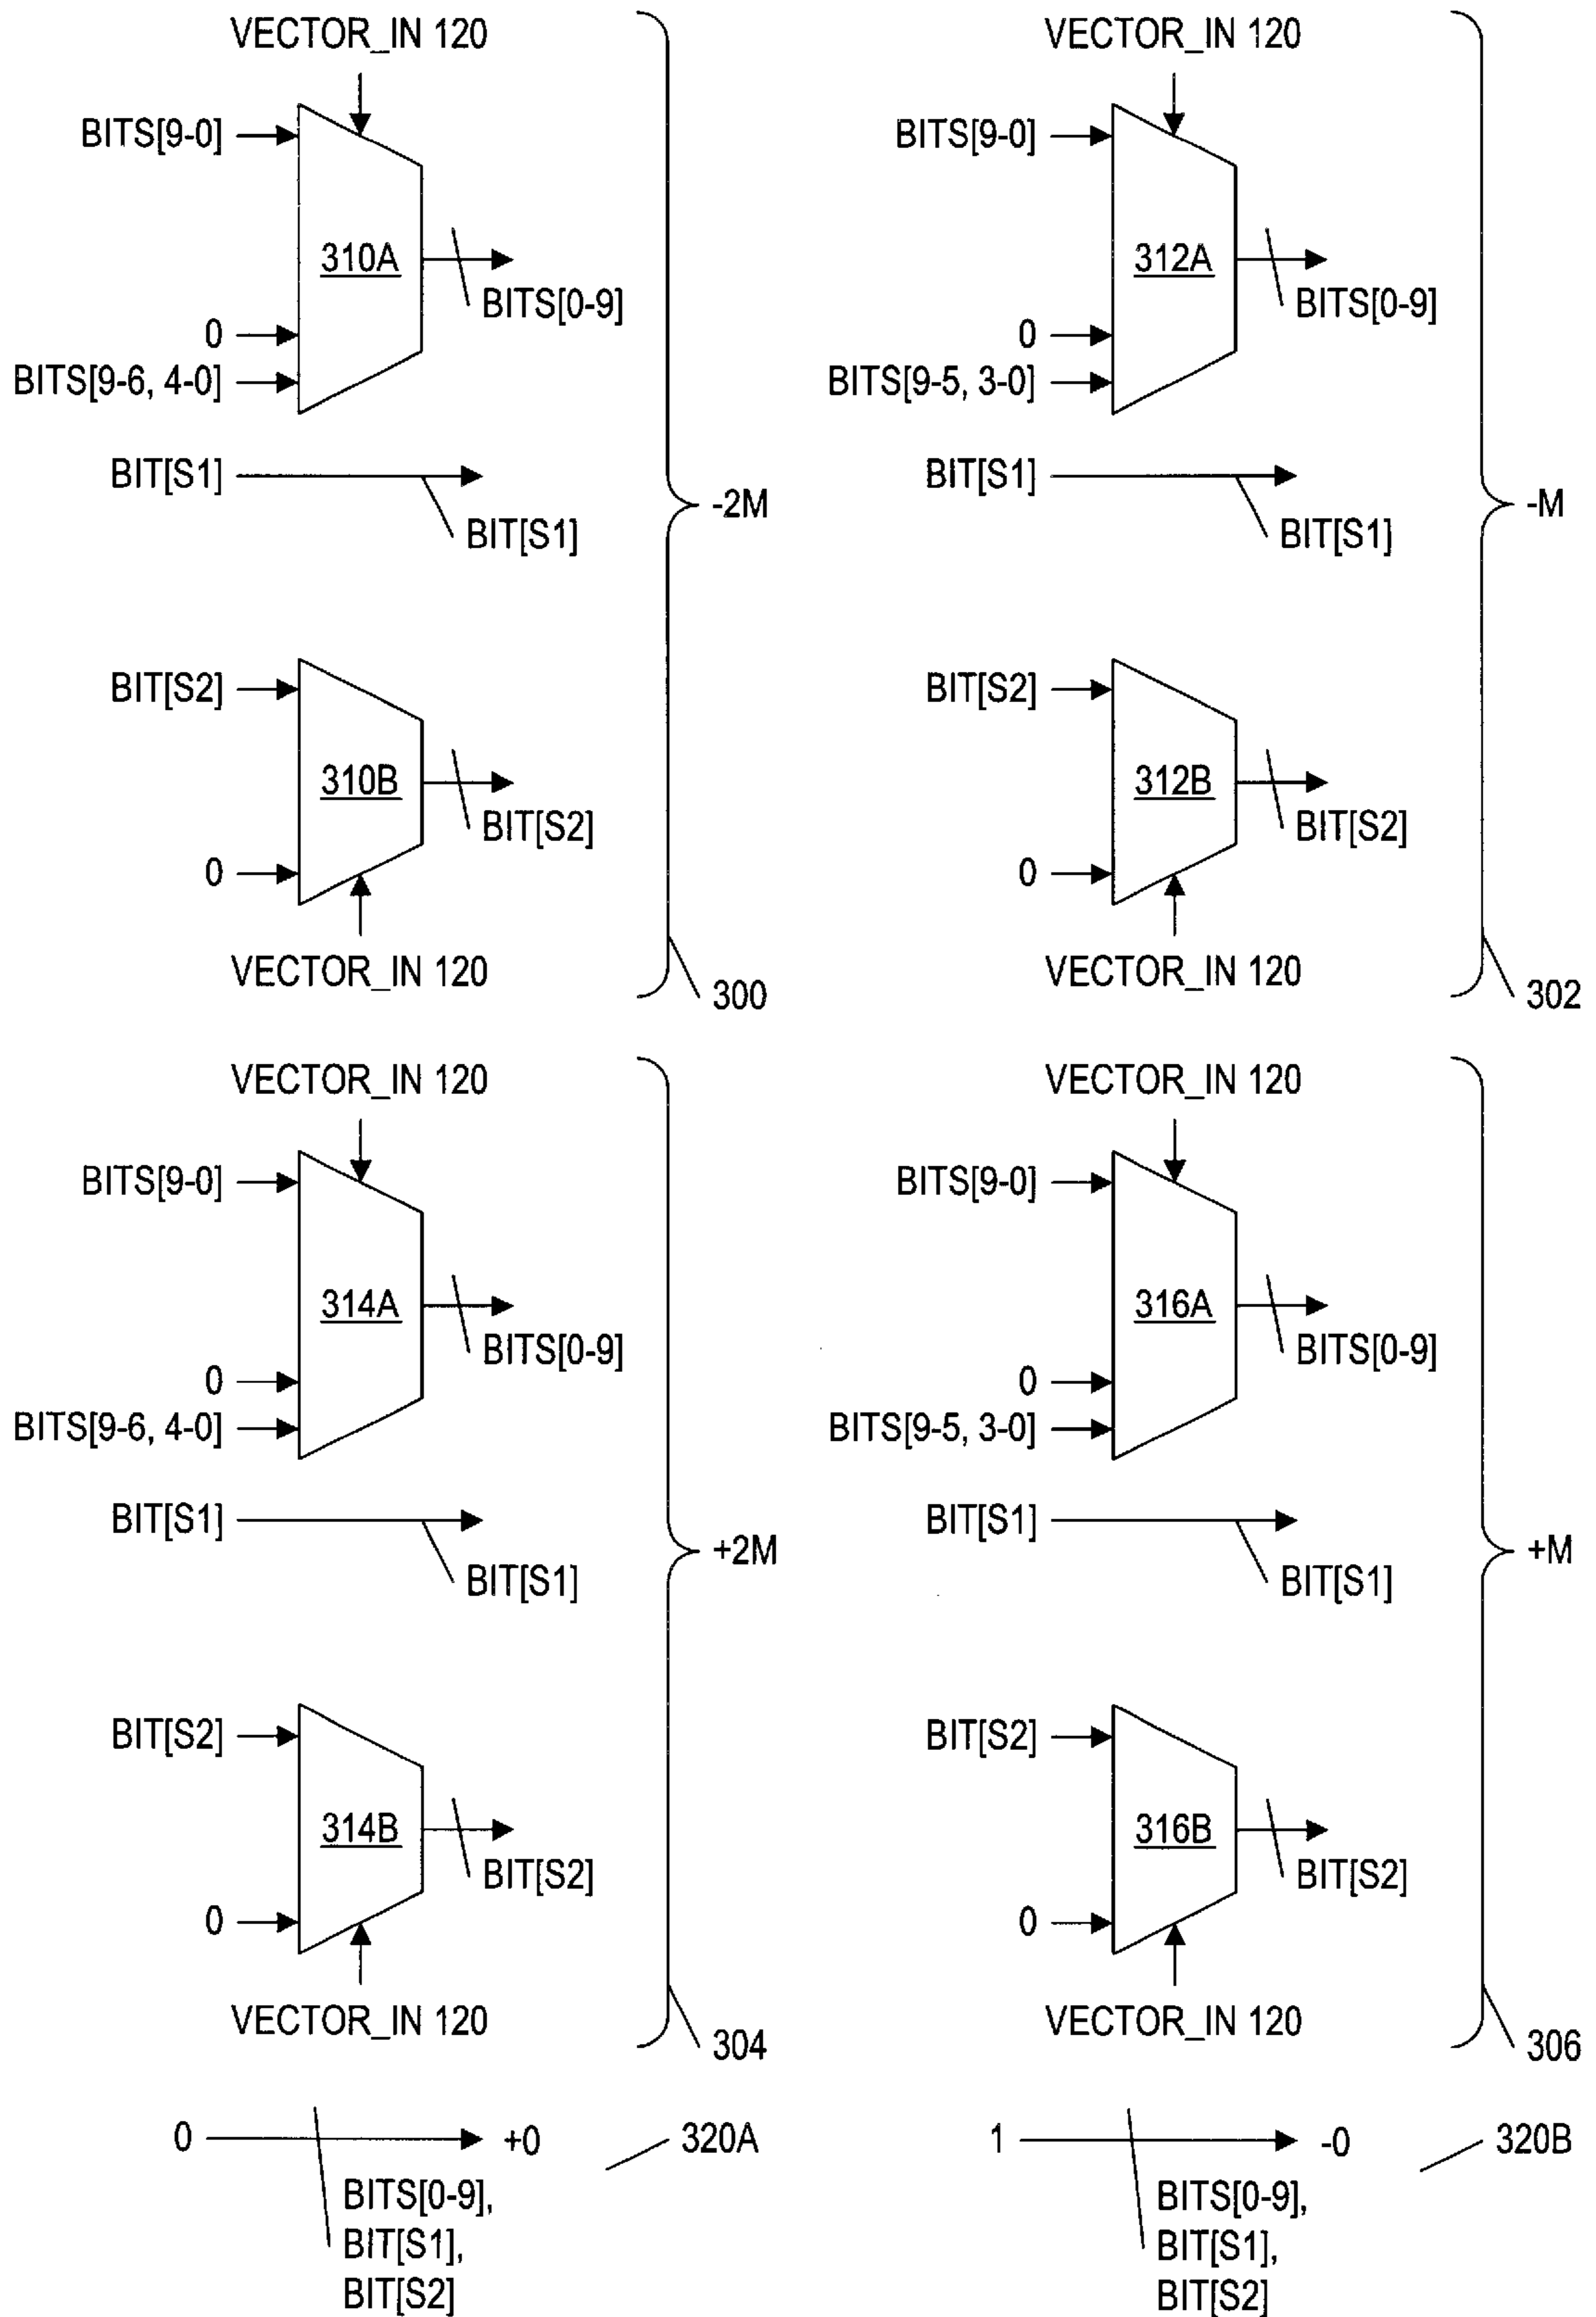 VECTOR_IN 120
BITS[9-0]
310A
BITS[0-9]
0
BITS[9-6, 4-0]
BIT[S1]
BIT[S1]
-2M
BIT[S2]
310B
BIT[S2]
0
VECTOR_IN 120
300
VECTOR_IN 120
BITS[9-0]
312A
BITS[0-9]
0
BITS[9-5, 3-0]
BIT[S1]
BIT[S1]
-M
BIT[S2]
312B
BIT[S2]
0
VECTOR_IN 120
302
VECTOR_IN 120
BITS[9-0]
314A
BITS[0-9]
0
BITS[9-6, 4-0]
BIT[S1]
BIT[S1]
+2M
BIT[S2]
314B
BIT[S2]
0
VECTOR_IN 120
304
VECTOR_IN 120
BITS[9-0]
316A
BITS[0-9]
0
BITS[9-5, 3-0]
BIT[S1]
BIT[S1]
+M
BIT[S2]
316B
BIT[S2]
0
VECTOR_IN 120
306
0
+0
320A
BITS[0-9],
BIT[S1],
BIT[S2]
1
-0
320B
BITS[0-9],
BIT[S1],
BIT[S2]